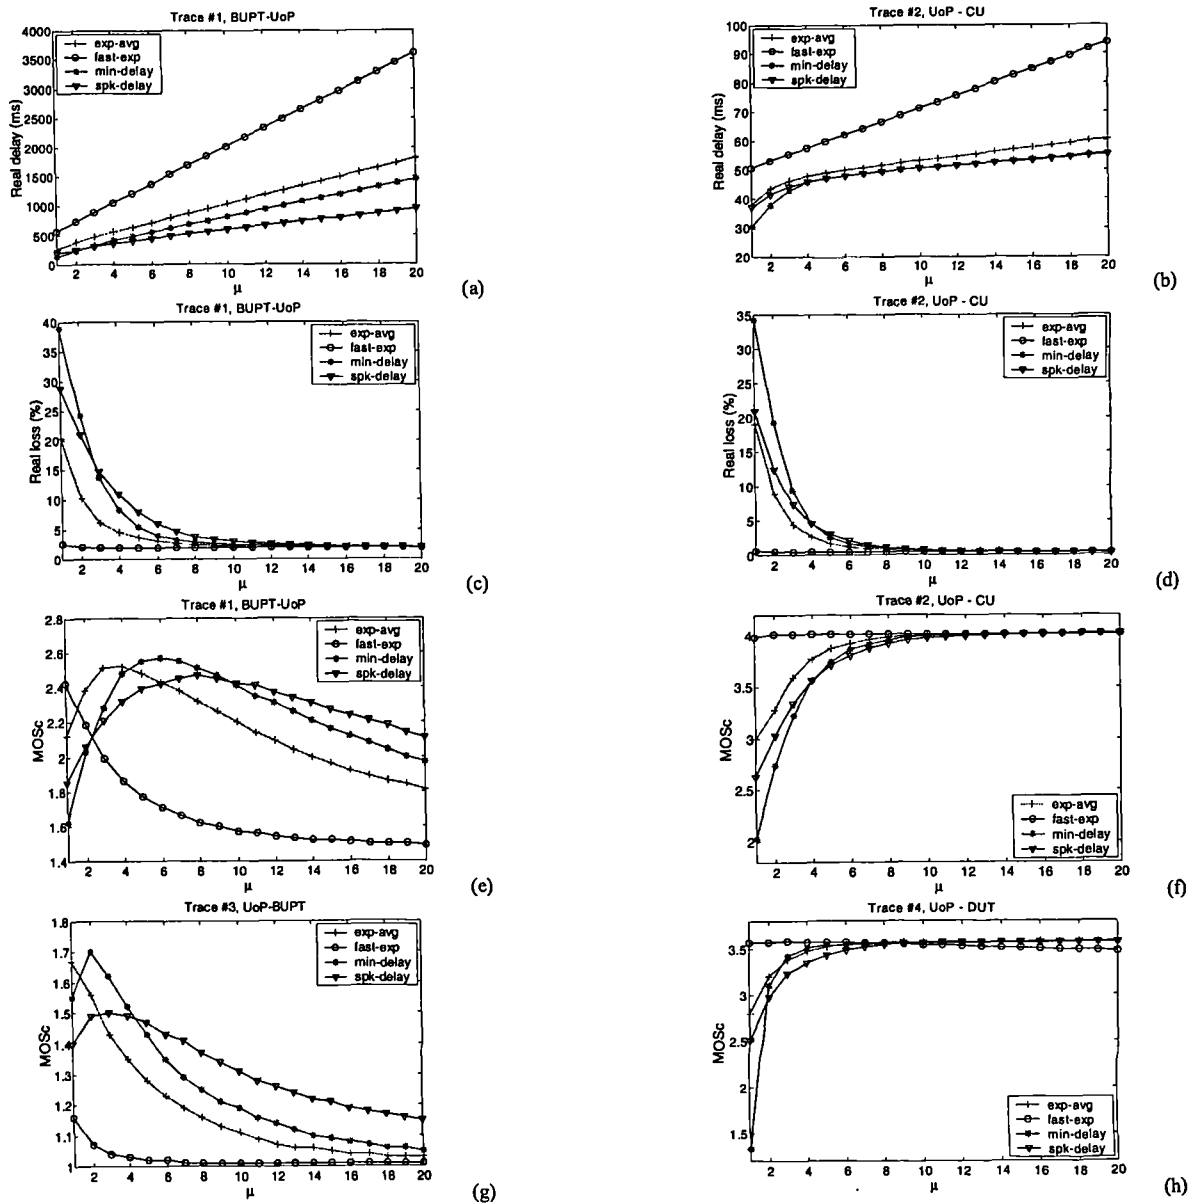 Trace #1, BUPT-UoP
4000
3500
3000
2500
2000
1500
1000
500
0
Real delay (ms)
exp-avg
fast-exp
min-delay
spk-delay
2 4 6 8 10 12 14 16 18 20
μ
(a)
Trace #2, UoP - CU
100
90
80
70
60
50
40
30
20
Real delay (ms)
exp-avg
fast-exp
min-delay
spk-delay
2 4 6 8 10 12 14 16 18 20
μ
(b)
Trace #1, BUPT-UoP
40
35
30
25
20
15
10
5
0
Real loss (%)
exp-avg
fast-exp
min-delay
spk-delay
2 4 6 8 10 12 14 16 18 20
μ
(c)
Trace #2, UoP - CU
35
30
25
20
15
10
5
0
Real loss (%)
exp-avg
fast-exp
min-delay
spk-delay
2 4 6 8 10 12 14 16 18 20
μ
(d)
Trace #1, BUPT-UoP
2.8
2.6
2.4
2.2
2
1.8
1.6
1.4
MOSc
exp-avg
fast-exp
min-delay
spk-delay
2 4 6 8 10 12 14 16 18 20
μ
(e)
Trace #2, UoP - CU
4
3.5
3
2.5
2
MOSc
exp-avg
fast-exp
min-delay
spk-delay
2 4 6 8 10 12 14 16 18 20
μ
(f)
Trace #3, UoP-BUPT
1.8
1.7
1.6
1.5
1.4
1.3
1.2
1.1
1
MOSc
exp-avg
fast-exp
min-delay
spk-delay
2 4 6 8 10 12 14 16 18 20
μ
(g)
Trace #4, UoP - DUT
3.5
3
2.5
2
1.5
MOSc
exp-avg
fast-exp
min-delay
spk-delay
2 4 6 8 10 12 14 16 18 20
μ
(h)